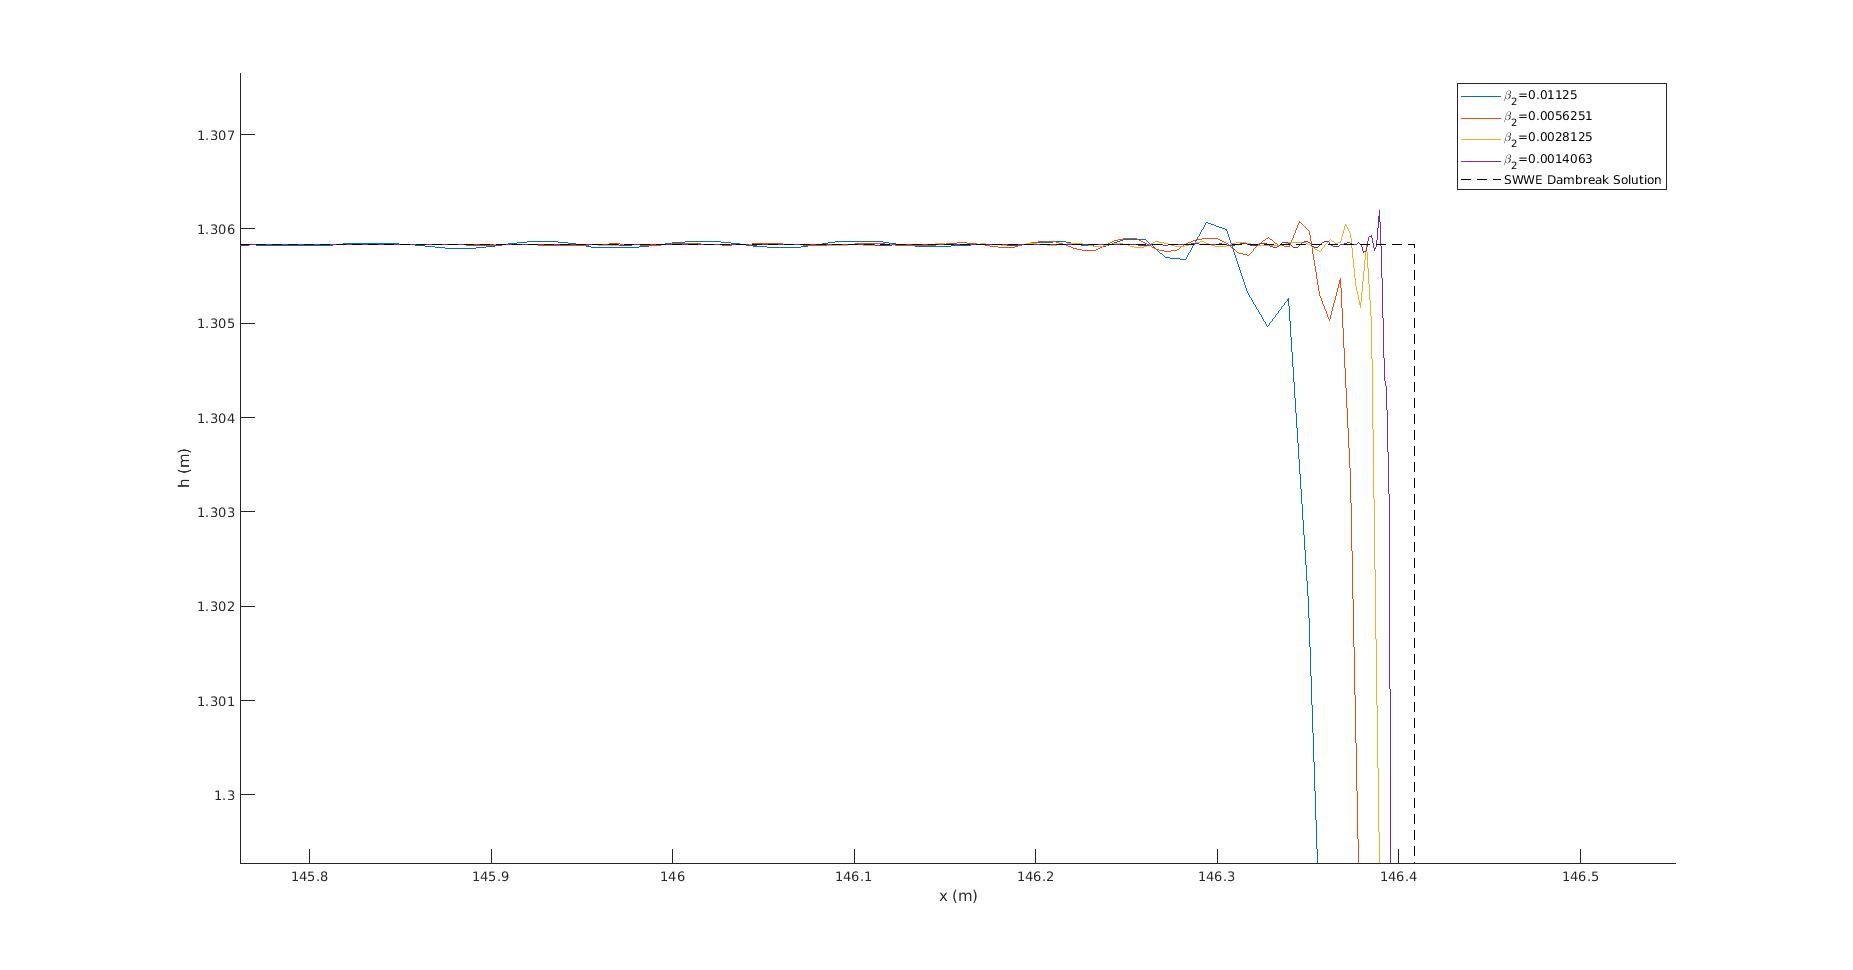 1.307
1.306
1.305
1.304
1.303
1.302
1.301
1.3
h (m)
145.8 145.9 146 146.1 146.2 146.3 146.4 146.5
x (m)
β2=0.01125
β2=0.0056251
β2=0.0028125
β2=0.0014063
SWWE Dambreak Solution